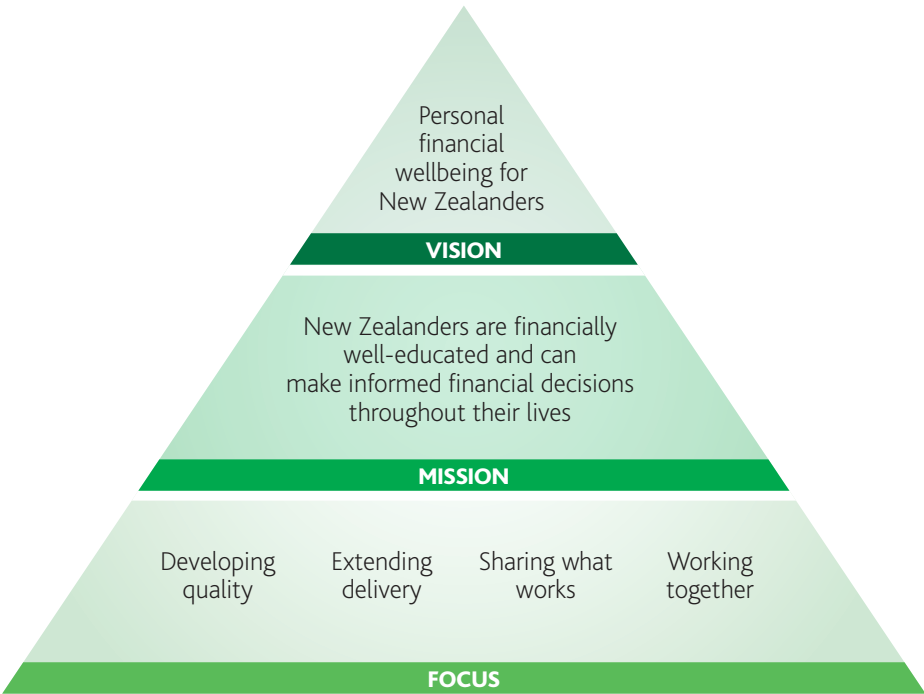 Personal
financial
wellbeing for
New Zealanders
VISION
New Zealanders are financially
well-educated and can
make informed financial decisions
throughout their lives
MISSION
Developing
quality
Extending
delivery
Sharing what
works
Working
together
FOCUS